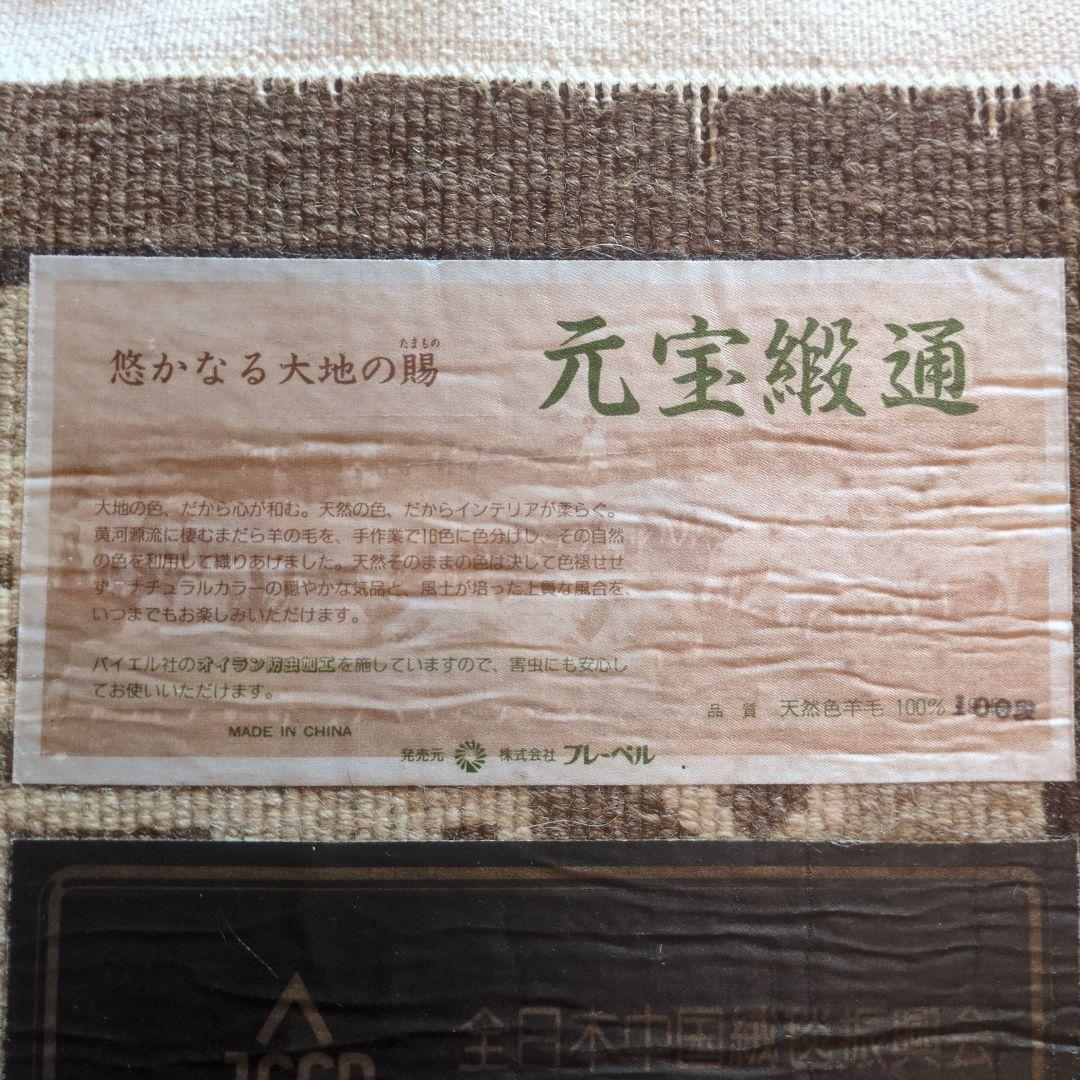 悠かなる大地の賜
たまもの
元宝緞通
大地の色、だから心が和む。天然の色、だからインテリアが柔らぐ。
黄河源流に棲むまだら羊の毛を、手作業で16色に色分けし、その自然
の色を利用して織りあげました。天然そのままの色は決して色褪せせ
ず、ナチュラルカラーの穏やかな気品と、風土が培った上質な風合を、
いつまでもお楽しみいただけます。
バイエル社のオイラン防虫加工を施していますので、害虫にも安心し
てお使いいただけます。
品質 天然色羊毛 100% 100段
MADE IN CHINA
発売元 株式会社 フレーベル
全日本中国絨毯振興会